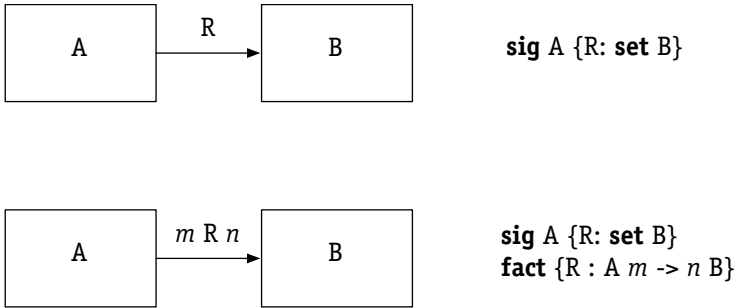 A
R
B
sig A {R: set B}
A
m R n
B
sig A {R: set B}
fact {R : A m -> n B}